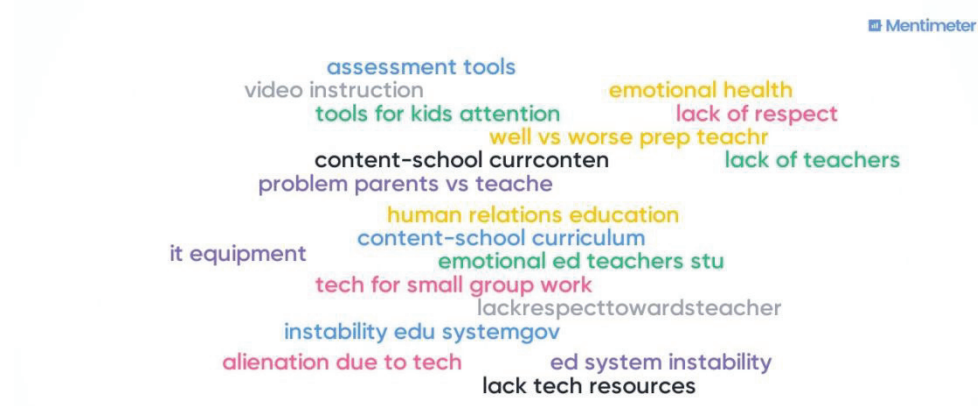 Mentimeter
assessment tools
video instruction
emotional health
tools for kids attention
lack of respect
well vs worse prep teachr
content-school currconten
lack of teachers
problem parents vs teache
human relations education
content-school curriculum
it equipment
emotional ed teachers stu
tech for small group work
lackrespecttowardsteacher
instability edu systemgov
alienation due to tech
ed system instability
lack tech resources